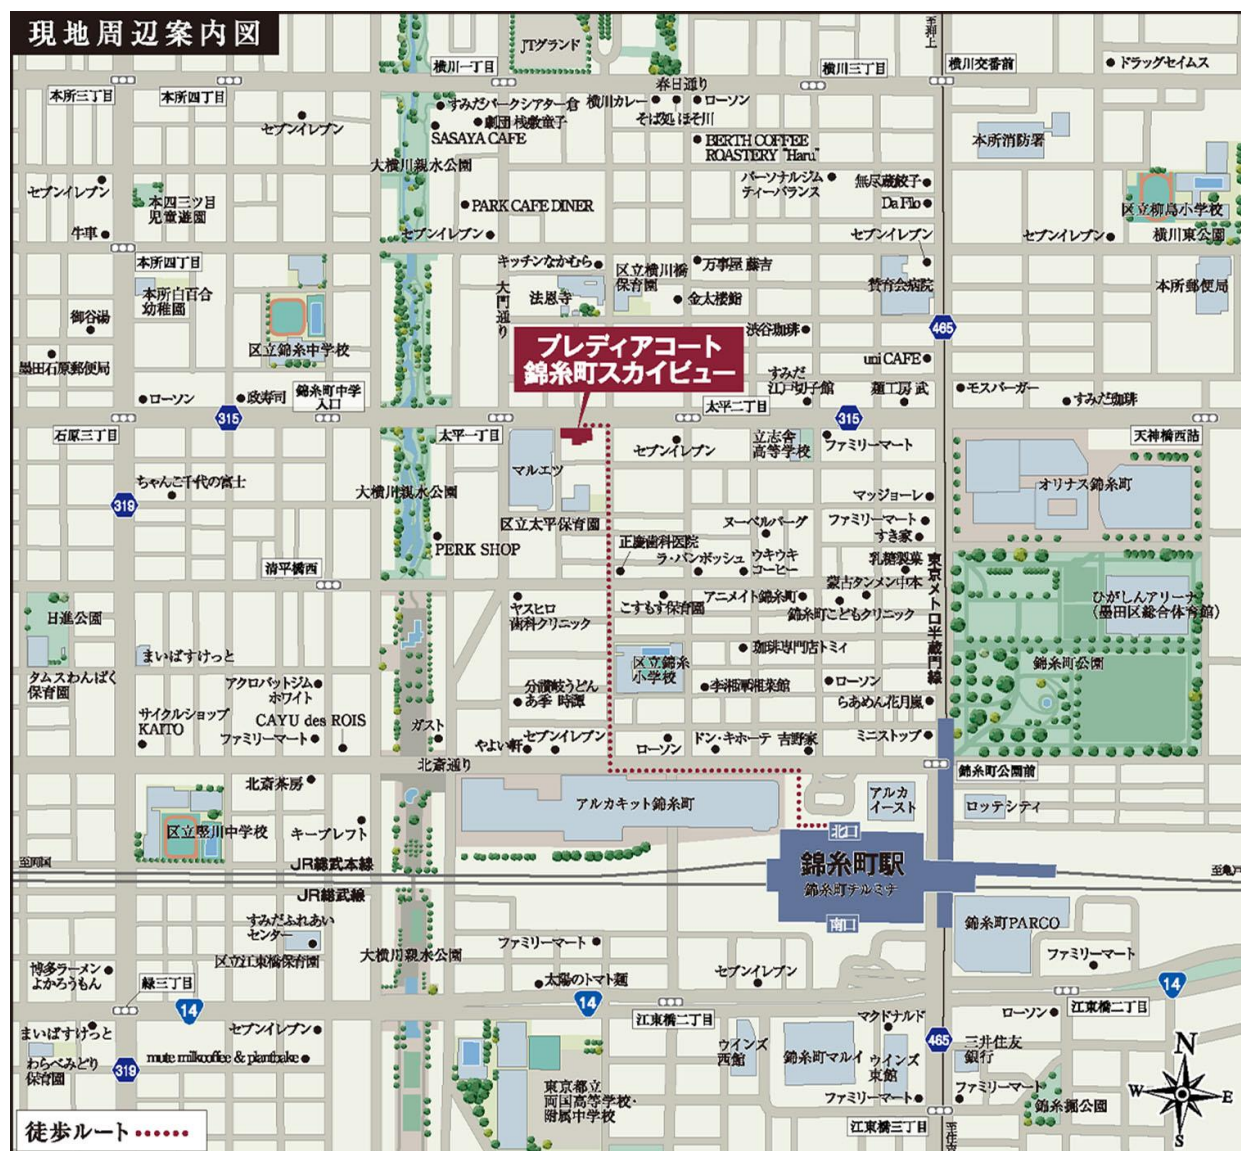 現地周辺案内図
JTグランド
至押上
横川一丁目
横川三丁目
横川交番前
ドラッグセイムス
春日通り
本所三丁目
本所四丁目
セブンイレブン
すみだパークシアター倉
劇団 桟敷童子
SASAYA CAFE
横川カレー
ローソン
そば処 ほそ川
BERTH COFFEE
ROASTERY "Haru"
本所消防署
大横川親水公園
パーソナルジム
ティーバランス
無尽蔵餃子
Da Filo
セブンイレブン
本四三ツ目
児童遊園
PARK CAFE DINER
区立柳島小学校
牛車
セブンイレブン
セブンイレブン
セブンイレブン
横川東公園
本所四丁目
キッチンなかむら
区立横川橋
保育園
万事屋 藤吉
賛育会病院
本所郵便局
本所白百合
幼稚園
大門通り
法恩寺
金太楼鮨
御谷湯
渋谷珈琲
465
区立錦糸中学校
プレディアコート
錦糸町スカイビュー
墨田石原郵便局
uni CAFE
すみだ
江戸切子館
麺工房 武
モスバーガー
すみだ珈琲
ローソン
政寿司
錦糸町中学
入口
太平二丁目
315
315
石原三丁目
太平一丁目
天神橋西詰
マルエツ
セブンイレブン
立志舎
高等学校
ファミリーマート
ちゃんこ千代の富士
大横川親水公園
マッジョーレ
オリナス錦糸町
319
区立太平保育園
ヌーベルバーグ
ファミリーマート
すき家
PERK SHOP
正慶歯科医院
ラ・パンボッシュ
ウキウキ
コーヒー
乳糖製菓
東京メトロ半蔵門線
清平橋西
蒙古タンメン中本
日進公園
ヤスヒロ
歯科クリニック
こすもす保育園
アニメイト錦糸町
錦糸町こどもクリニック
ひがしんアリーナ
(墨田区総合体育館)
まいばすけっと
区立錦糸
小学校
珈琲専門店トミィ
錦糸町公園
タムスわんぱく
保育園
アクロバットジム
ホワイト
李湘潭湘菜館
ローソン
あ季 時譚
らあめん花月嵐
サイクルショップ
KAITO
CAYU des ROIS
ファミリーマート
ガスト
やよい軒
セブンイレブン
ローソン
ドン・キホーテ
吉野家
ミニストップ
北斎通り
錦糸町公園前
北斎茶房
アルカキット錦糸町
アルカ
イースト
ロッテシティ
区立竪川中学校
キープレフト
北口
至両国
JR総武本線
錦糸町駅
錦糸町テルミナ
至亀戸
JR総武線
南口
すみだふれあい
センター
区立江東橋保育園
大横川親水公園
ファミリーマート
錦糸町PARCO
ファミリーマート
博多ラーメン
よかろうもん
緑三丁目
太陽のトマト麺
セブンイレブン
14
14
14
江東橋二丁目
江東橋二丁目
まいばすけっと
セブンイレブン
マクドナルド
ローソン
465
わらべみどり
保育園
319
mute milkcoffee & plantbake
東京都立
両国高等学校・
附属中学校
ウインズ
西館
錦糸町マルイ
ウインズ
東館
三井住友
銀行
ファミリーマート
ファミリーマート
錦糸堀公園
江東橋三丁目
徒歩ルート
N
W
E
S